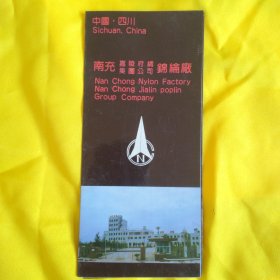 中國·四川
Sichuan, China
南充嘉陵府綢集團公司錦綸廠
Nan Chong Nylon Factory
Nan Chong Jialin poplin
Group Company
N